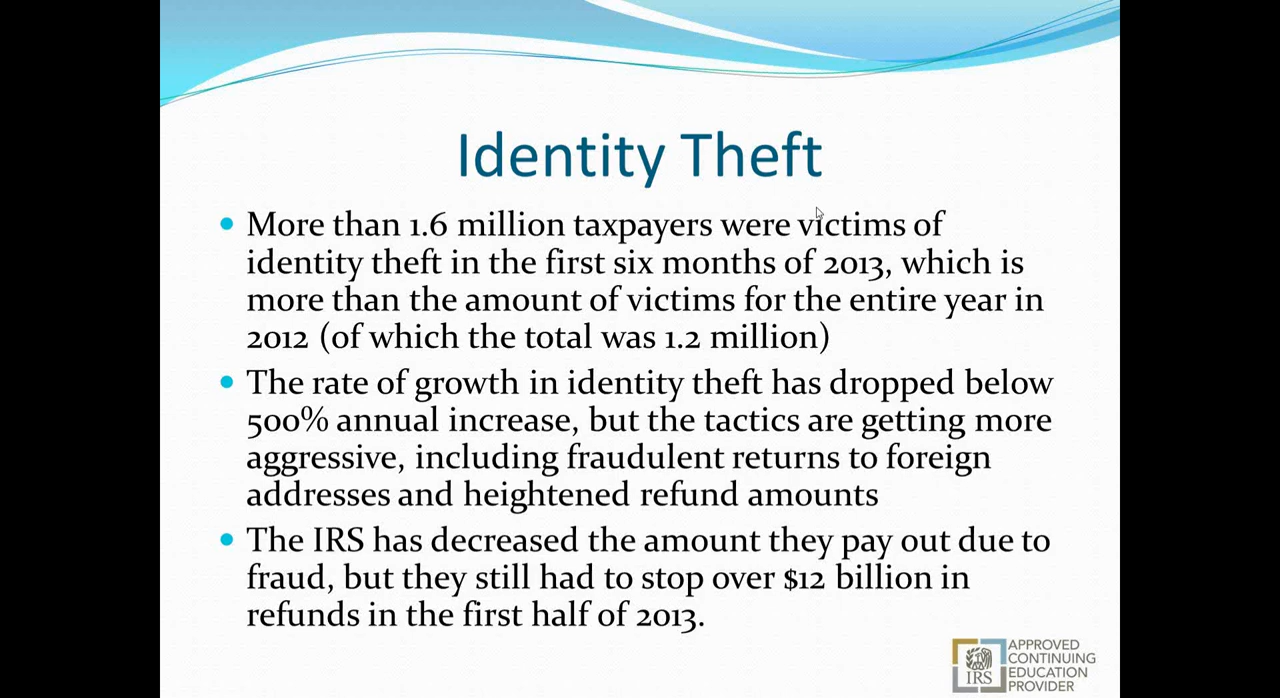 Identity Theft
• More than 1.6 million taxpayers were victims of
identity theft in the first six months of 2013, which is
more than the amount of victims for the entire year in
2012 (of which the total was 1.2 million)
• The rate of growth in identity theft has dropped below
500% annual increase, but the tactics are getting more
aggressive, including fraudulent returns to foreign
addresses and heightened refund amounts
• The IRS has decreased the amount they pay out due to
fraud, but they still had to stop over $12 billion in
refunds in the first half of 2013.
IRS
APPROVED
CONTINUING
EDUCATION
PROVIDER